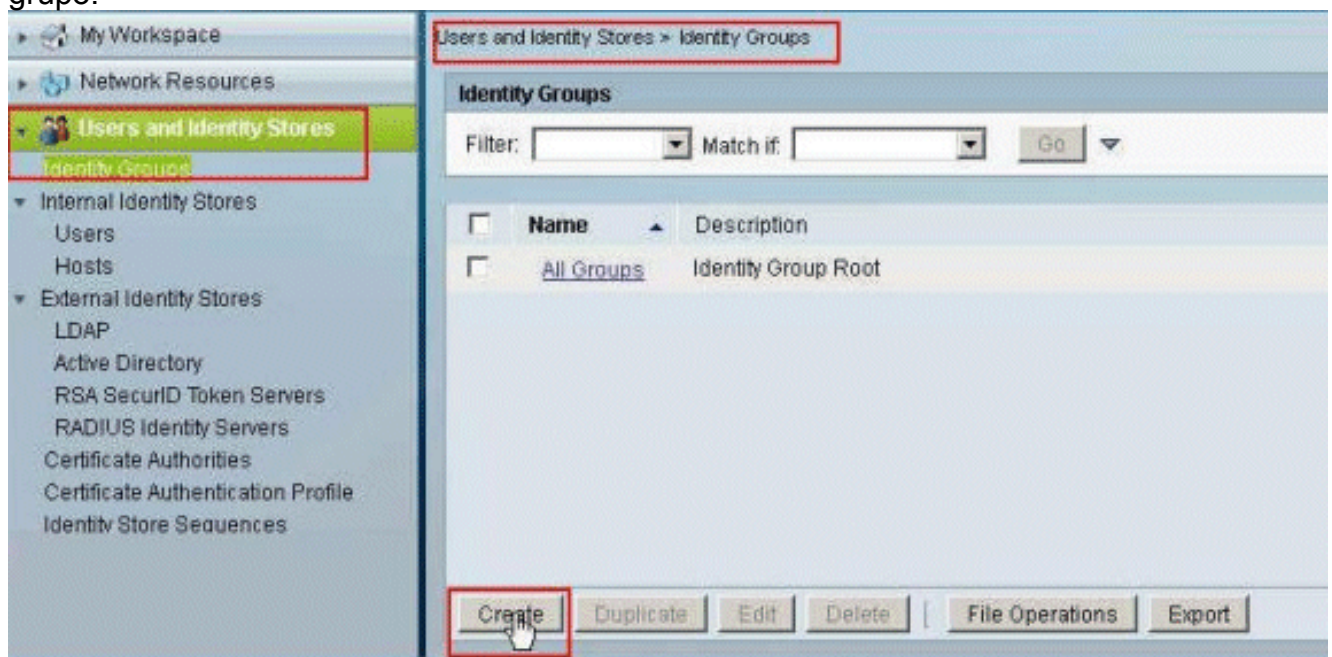 grupo.
My Workspace
Network Resources
Users and Identity Stores
Identity Groups
Internal Identity Stores
Users
Hosts
External Identity Stores
LDAP
Active Directory
RSA SecurID Token Servers
RADIUS Identity Servers
Certificate Authorities
Certificate Authentication Profile
Identity Store Sequences
Users and Identity Stores > Identity Groups
Identity Groups
Filter: Match if: Go
Name Description
All Groups Identity Group Root
Create Duplicate Edit Delete | File Operations Export